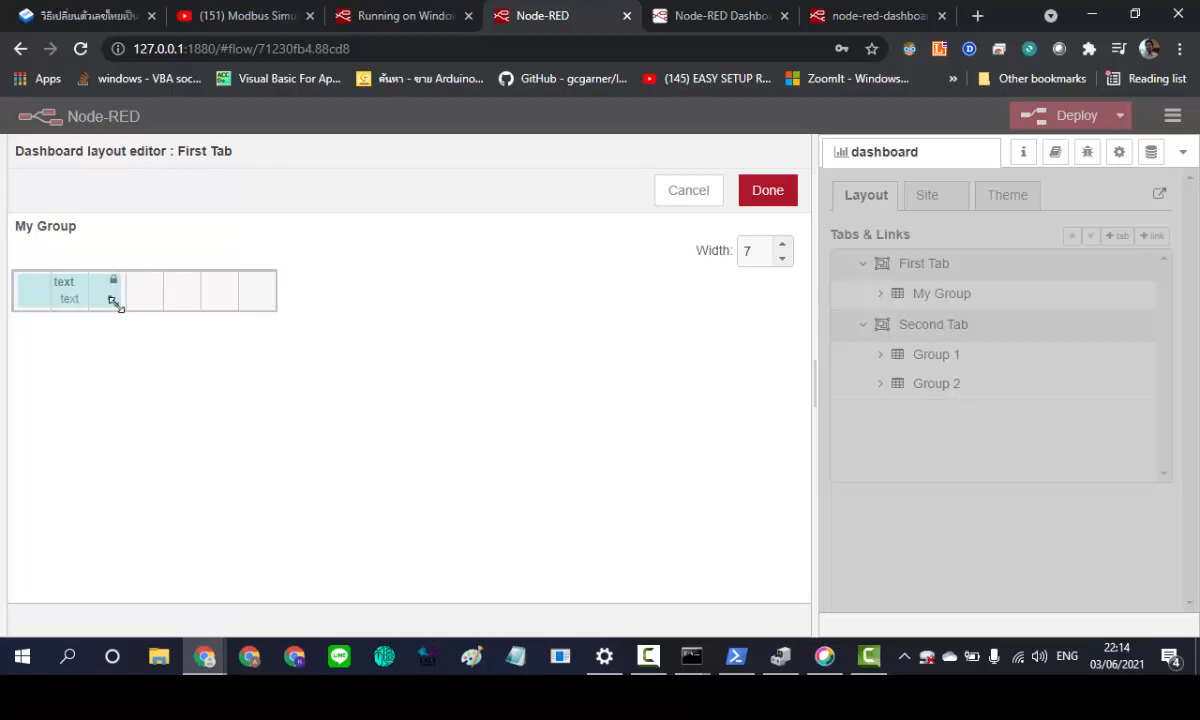 วิธีเปลี่ยนตัวเลขไทยเป็น
(151) Modbus Simu
Running on Window
Node-RED
Node-RED Dashboa
node-red-dashboar
127.0.0.1:1880/#flow/71230fb4.88cd8
Apps
windows - VBA soc...
Visual Basic For Ap...
ค้นหา - ขาย Arduino...
GitHub - gcgarner/I...
(145) EASY SETUP R...
ZoomIt - Windows...
»
Other bookmarks
Reading list
Node-RED
Deploy
Dashboard layout editor : First Tab
dashboard
Cancel
Done
Layout
Site
Theme
My Group
Width: 7
Tabs & Links
tab
link
text
text
First Tab
My Group
Second Tab
Group 1
Group 2
ENG
22:14
03/06/2021
4